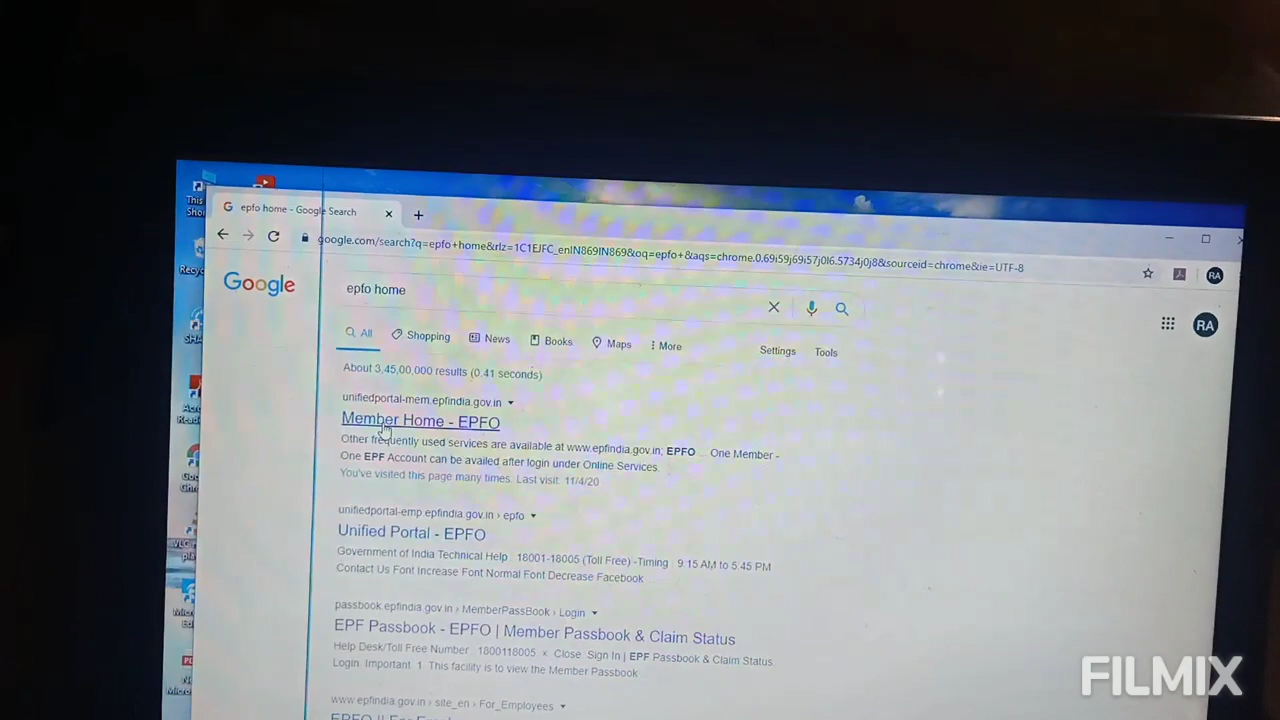 This
Recyc
epfo home - Google Search
google.com/search?q=epfo+home&rlz=1C1EJFC_enIN869IN869&oq=epfo+&aqs=chrome.0.69i59j69i57j0l6.5734j0j8&sourceid=chrome&ie=UTF-8
RA
Google
epfo home
RA
All Shopping News Books Maps More Settings Tools
About 3,45,00,000 results (0.41 seconds)
unifiedportal-mem.epfindia.gov.in
Member Home - EPFO
Other frequently used services are available at www.epfindia.gov.in; EPFO ... One Member -
One EPF Account can be availed after login under Online Services.
You've visited this page many times. Last visit: 11/4/20
unifiedportal-emp.epfindia.gov.in › epfo
Unified Portal - EPFO
Government of India Technical Help : 18001-18005 (Toll Free) -Timing : 9:15 AM to 5:45 PM
Contact Us Font Increase Font Normal Font Decrease Facebook
passbook.epfindia.gov.in › MemberPassBook › Login
EPF Passbook - EPFO | Member Passbook & Claim Status
Help Desk/Toll Free Number : 1800118005 × Close. Sign In | EPF Passbook & Claim Status.
Login. Important. 1. This facility is to view the Member Passbook
www.epfindia.gov.in › site_en › For_Employees
FILMIX